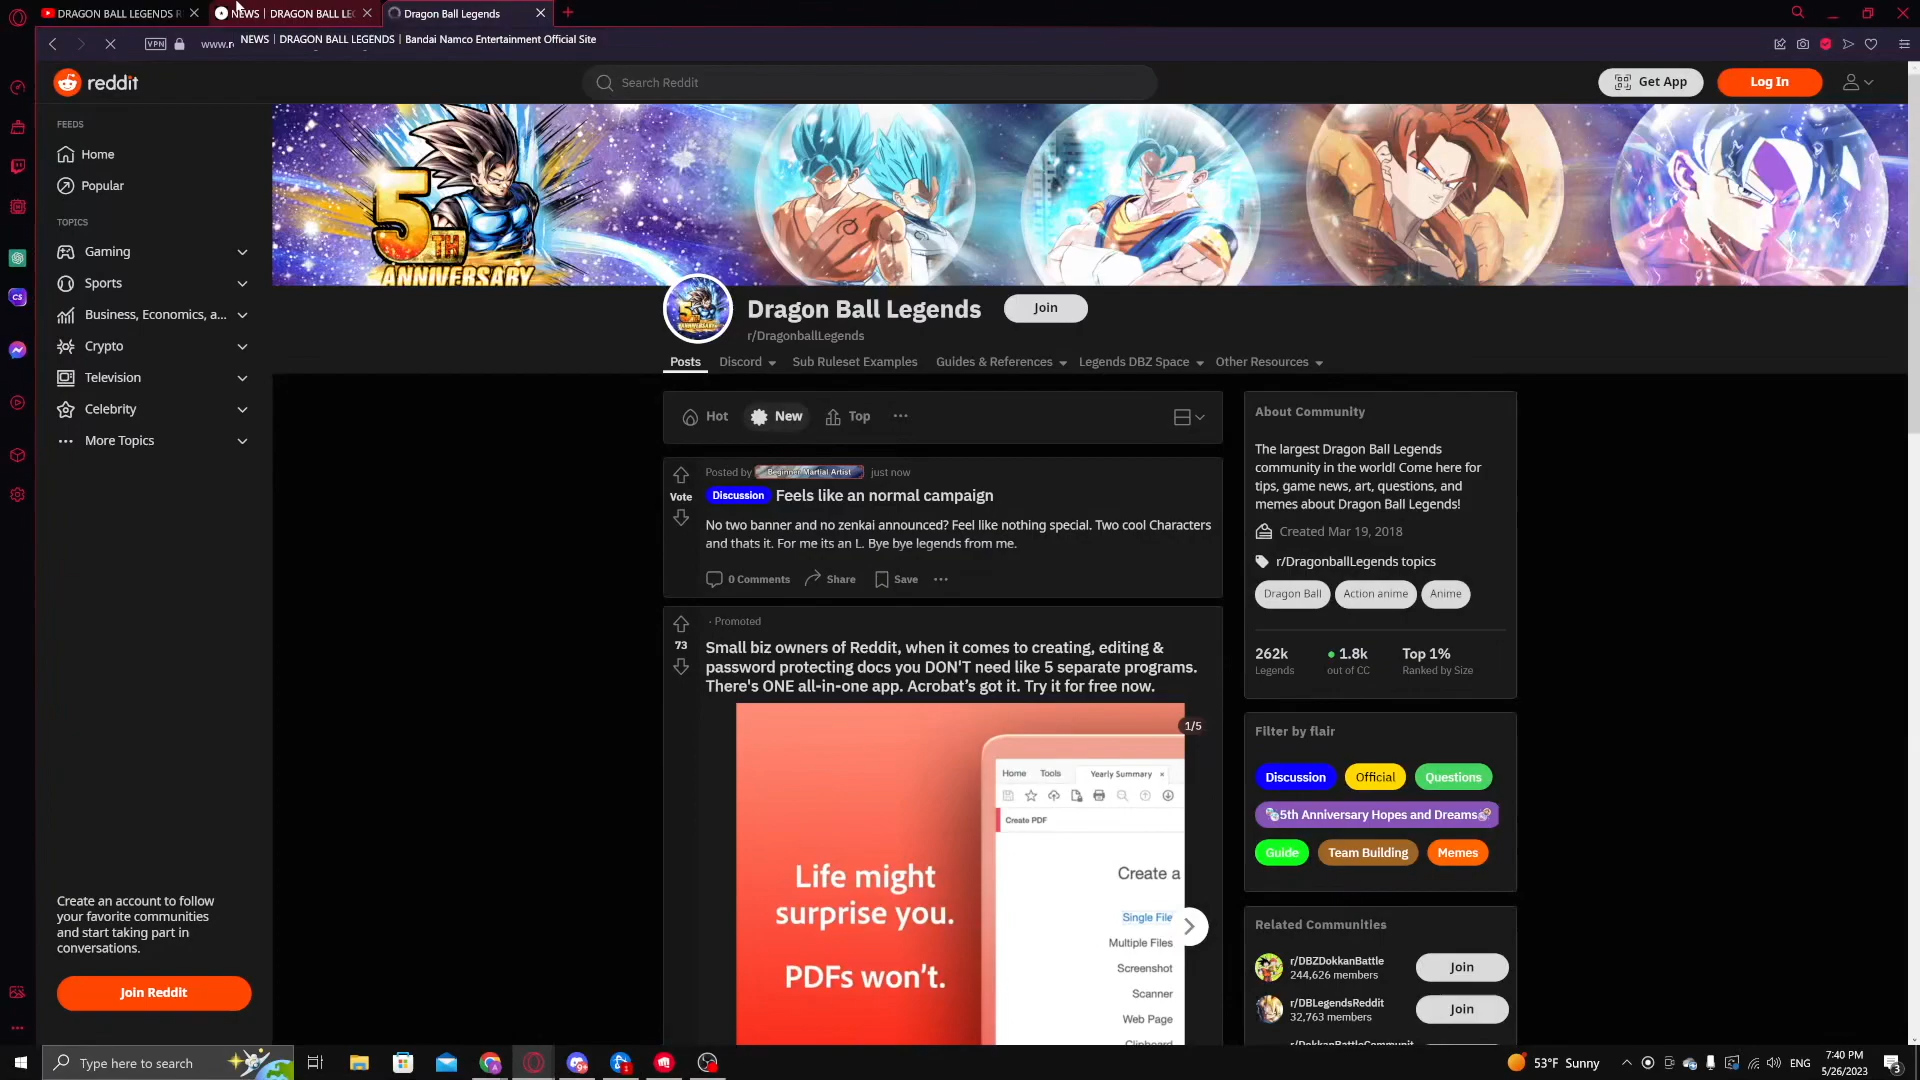 DRAGON BALL LEGENDS R
NEWS | DRAGON BALL LEG
Dragon Ball Legends
VPN
www.r
NEWS | DRAGON BALL LEGENDS | Bandai Namco Entertainment Official Site
reddit
Search Reddit
Get App
Log In
FEEDS
Home
Popular
TOPICS
Gaming
Sports
Business, Economics, a...
Crypto
Television
Celebrity
More Topics
Create an account to follow
your favorite communities
and start taking part in
conversations.
Join Reddit
5TH
ANNIVERSARY
Dragon Ball Legends
Join
r/DragonballLegends
Posts
Discord
Sub Ruleset Examples
Guides & References
Legends DBZ Space
Other Resources
Hot
New
Top
Posted by Beginner Martial Artist just now
Vote
Discussion Feels like an normal campaign
No two banner and no zenkai announced? Feel like nothing special. Two cool Characters
and thats it. For me its an L. Bye bye legends from me.
0 Comments
Share
Save
· Promoted
73
Small biz owners of Reddit, when it comes to creating, editing &
password protecting docs you DON'T need like 5 separate programs.
There's ONE all-in-one app. Acrobat’s got it. Try it for free now.
1/5
Life might
surprise you.
PDFs won’t.
Home
Tools
Yearly Summary ×
Create PDF
Create a
Single File
Multiple Files
Screenshot
Scanner
Web Page
Clipboard
About Community
The largest Dragon Ball Legends
community in the world! Come here for
tips, game news, art, questions, and
memes about Dragon Ball Legends!
Created Mar 19, 2018
r/DragonballLegends topics
Dragon Ball
Action anime
Anime
262k
Legends
1.8k
out of CC
Top 1%
Ranked by Size
Filter by flair
Discussion
Official
Questions
5th Anniversary Hopes and Dreams
Guide
Team Building
Memes
Related Communities
r/DBZDokkanBattle
244,626 members
Join
r/DBLegendsReddit
32,763 members
Join
r/DokkanBattleCommunit
Type here to search
53°F Sunny
ENG
7:40 PM
5/26/2023
3